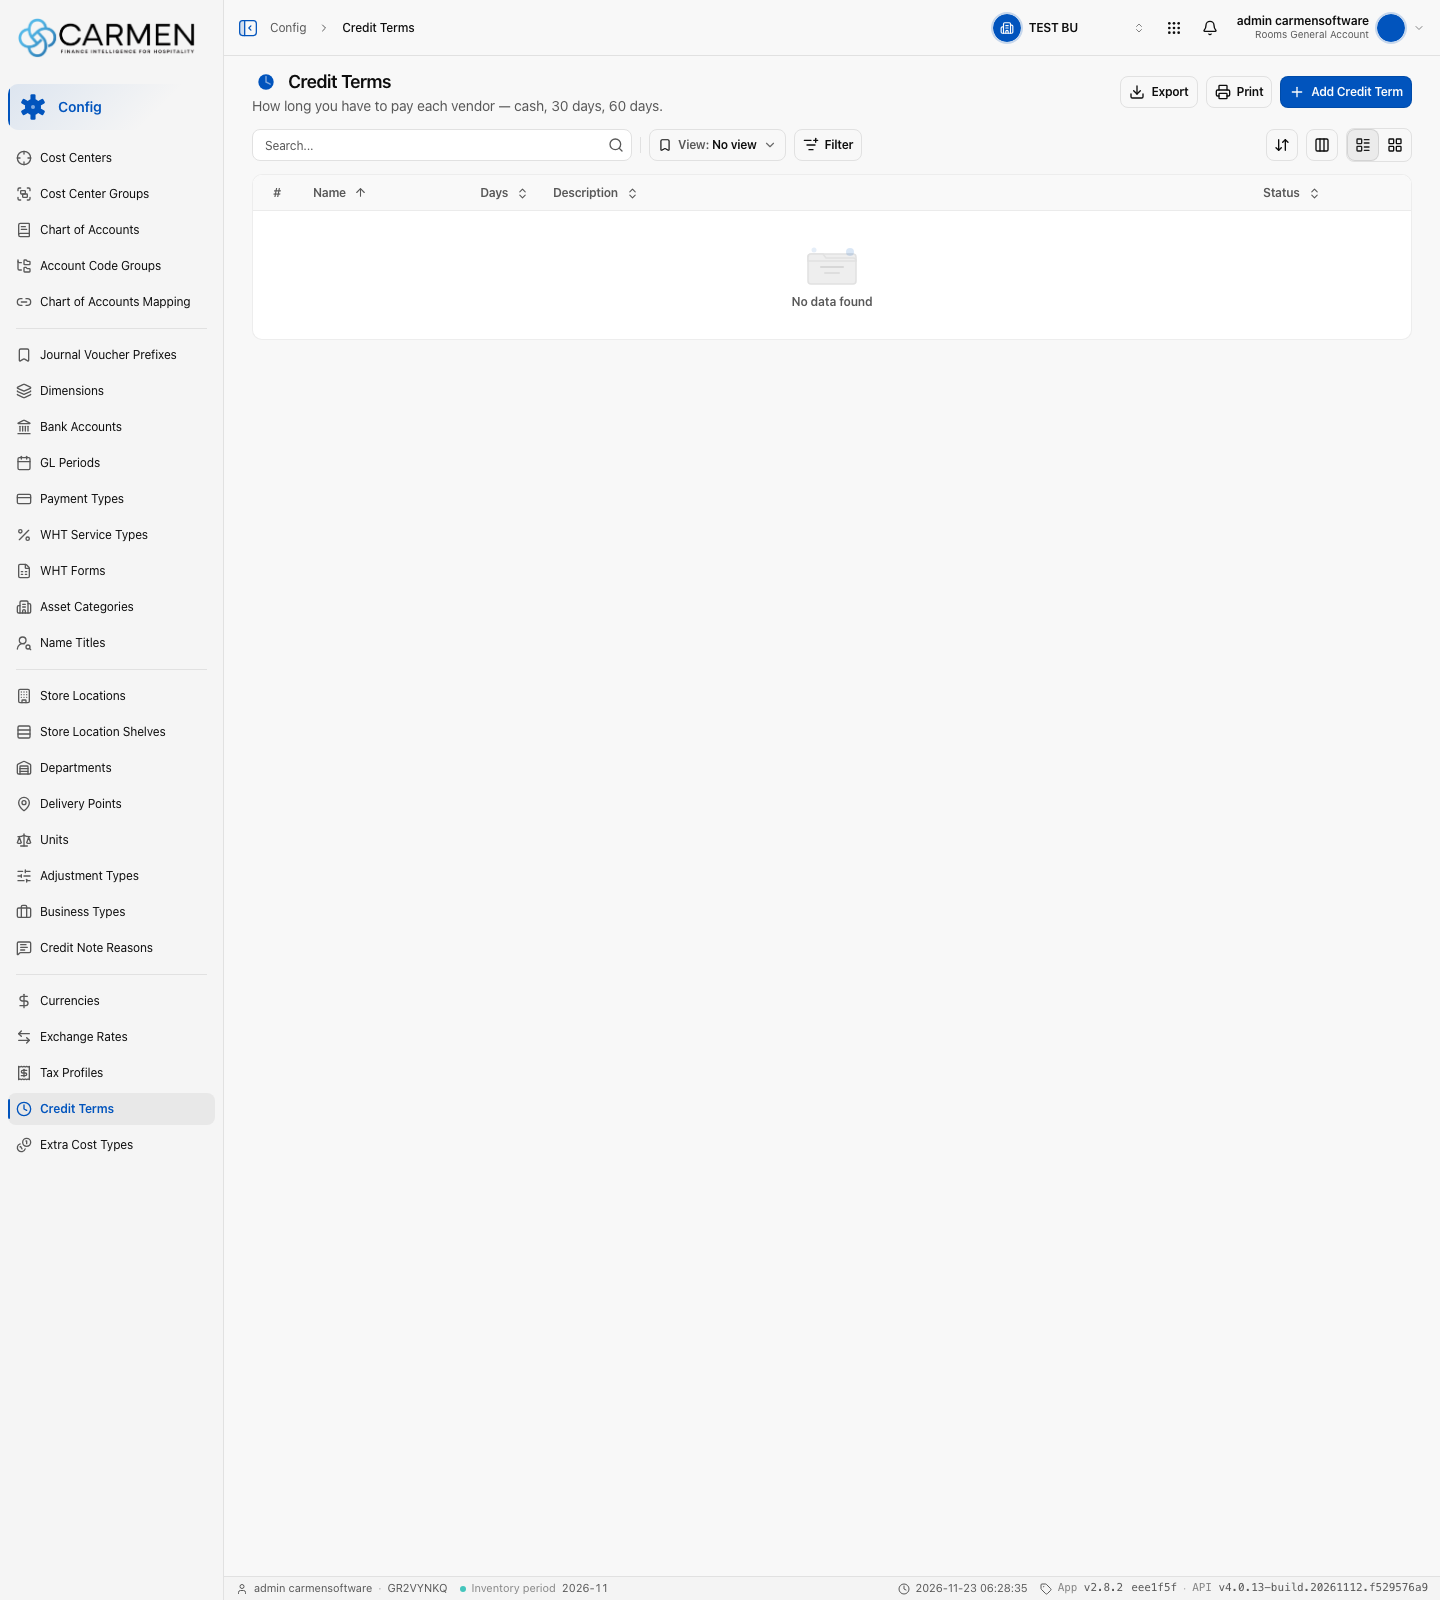 CARMEN
FINANCE INTELLIGENCE FOR HOSPITALITY
Config
Cost Centers
Cost Center Groups
Chart of Accounts
Account Code Groups
Chart of Accounts Mapping
Journal Voucher Prefixes
Dimensions
Bank Accounts
GL Periods
Payment Types
WHT Service Types
WHT Forms
Asset Categories
Name Titles
Store Locations
Store Location Shelves
Departments
Delivery Points
Units
Adjustment Types
Business Types
Credit Note Reasons
Currencies
Exchange Rates
Tax Profiles
Credit Terms
Extra Cost Types
Config > Credit Terms
TEST BU
admin carmensoftware
Rooms General Account
Credit Terms
How long you have to pay each vendor — cash, 30 days, 60 days.
Export Print Add Credit Term
Search... View: No view Filter
# Name Days Description Status
No data found
admin carmensoftware · GR2VYNKQ Inventory period 2026-11 2026-11-23 06:28:35 App v2.8.2 eee1f5f · API v4.0.13-build.20261112.f529576a9